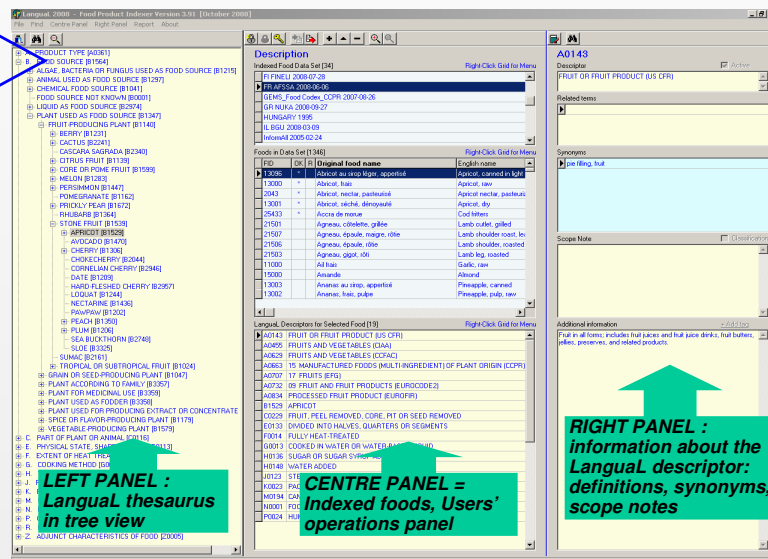 LanguaL 2008 - Food Product Indexer Version 3.91 [October 2008]
File Find Centre Panel Right Panel Report About
A. PRODUCT TYPE [A0361]
B. FOOD SOURCE [B1564]
ALGAE, BACTERIA OR FUNGUS USED AS FOOD SOURCE [B1215]
ANIMAL USED AS FOOD SOURCE [B1297]
CHEMICAL FOOD SOURCE [B1041]
FOOD SOURCE NOT KNOWN [B0001]
LIQUID AS FOOD SOURCE [B2974]
PLANT USED AS FOOD SOURCE [B1347]
FRUIT-PRODUCING PLANT [B1140]
BERRY [B1231]
CACTUS [B2241]
CASCARA SAGRADA [B2340]
CITRUS FRUIT [B1139]
CORE OR POME FRUIT [B1599]
MELON [B1283]
PERSIMMON [B1447]
POMEGRANATE [B1162]
PRICKLY PEAR [B1672]
RHUBARB [B1364]
STONE FRUIT [B1539]
APRICOT [B1529]
AVOCADO [B1470]
CHERRY [B1306]
CHOKECHERRY [B2044]
CORNELIAN CHERRY [B2946]
DATE [B1209]
HARD-FLESHED CHERRY [B2957]
LOQUAT [B1244]
NECTARINE [B1436]
PAWPAW [B1202]
PEACH [B1350]
PLUM [B1206]
SEA BUCKTHORN [B2748]
SLOE [B3325]
SUMAC [B2161]
TROPICAL OR SUBTROPICAL FRUIT [B1024]
GRAIN OR SEED-PRODUCING PLANT [B1047]
PLANT ACCORDING TO FAMILY [B3357]
PLANT FOR MEDICINAL USE [B3359]
PLANT USED AS FODDER [B3358]
PLANT USED FOR PRODUCING EXTRACT OR CONCENTRATE
SPICE OR FLAVOR-PRODUCING PLANT [B1179]
VEGETABLE-PRODUCING PLANT [B1579]
C. PART OF PLANT OR ANIMAL [C0116]
E. PHYSICAL STATE, SHA
F. EXTENT OF HEAT TREA
G. COOKING METHOD [G0
H.
J.
K.
M.
N.
P.
R.
Z. ADJUNCT CHARACTERISTICS OF FOOD [Z0005]
LEFT PANEL :
LanguaL thesaurus
in tree view
Description
Indexed Food Data Set [34] Right-Click Grid for Menu
FI FINELI 2008-07-28
FR AFSSA 2008-06-06
GEMS_Food Codex_CCPR 2007-08-26
GR NUKA 2008-09-27
HUNGARY 1995
IL BGU 2008-03-09
InformAll 2005-02-24
Foods in Data Set [1346] Right-Click Grid for Menu
FID OK R Original food name English name
13096 * Abricot au sirop léger, appertisé Apricot, canned in light
13000 * Abricot, frais Apricot, raw
2043 * Abricot, nectar, pasteurisé Apricot nectar, pasteuriz
13001 * Abricot, séché, dénoyauté Apricot, dry
25433 * Accra de morue Cod fritters
21501 Agneau, côtelette, grillée Lamb cutlet, grilled
21507 Agneau, épaule, maigre, rôtie Lamb shoulder roast, lea
21506 Agneau, épaule, rôtie Lamb shoulder, roasted
21503 Agneau, gigot, rôti Lamb leg, roasted
11000 Ail frais Garlic, raw
15000 Amande Almond
13003 Ananas au sirop, appertisé Pineapple, canned
13002 Ananas, frais, pulpe Pineapple, pulp, raw
LanguaL Descriptors for Selected Food [19] Right-Click Grid for Menu
A0143 FRUIT OR FRUIT PRODUCT (US CFR)
A0455 FRUITS AND VEGETABLES (CIAA)
A0629 FRUITS AND VEGETABLES (CCFAC)
A0663 15 MANUFACTURED FOODS (MULTI-INGREDIENT) OF PLANT ORIGIN (CCPR)
A0707 17 FRUITS (EFG)
A0732 09 FRUIT AND FRUIT PRODUCTS (EUROCODE2)
A0834 PROCESSED FRUIT PRODUCT (EUROFIR)
B1529 APRICOT
C0229 FRUIT, PEEL REMOVED, CORE, PIT OR SEED REMOVED
E0133 DIVIDED INTO HALVES, QUARTERS OR SEGMENTS
F0014 FULLY HEAT-TREATED
G0013 COOKED IN WATER OR WATER-BA
H0136 SUGAR OR SUGAR SY
H0148 WATER ADDED
J0123 STE
K0023 PAC
M0194 CAN
N0001 FOO
P0024 HUM
CENTRE PANEL =
Indexed foods, Users'
operations panel
A0143
Descriptor Active
FRUIT OR FRUIT PRODUCT (US CFR)
Related terms
Synonyms
pie filling, fruit
Scope Note Classification
Additional information + Add tag
Fruit in all forms; includes fruit juices and fruit juice drinks, fruit butters,
jellies, preserves, and related products.
RIGHT PANEL :
information about the
LanguaL descriptor:
definitions, synonyms,
scope notes